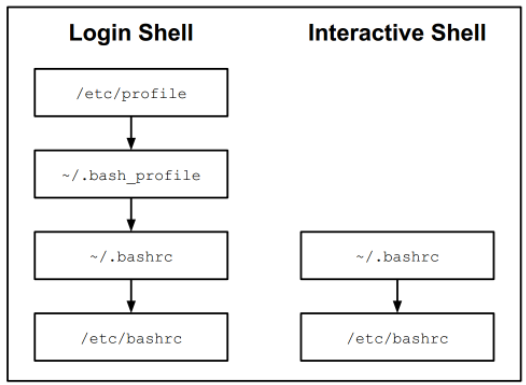 Login Shell
Interactive Shell
/etc/profile
~/.bash_profile
~/.bashrc
~/.bashrc
/etc/bashrc
/etc/bashrc